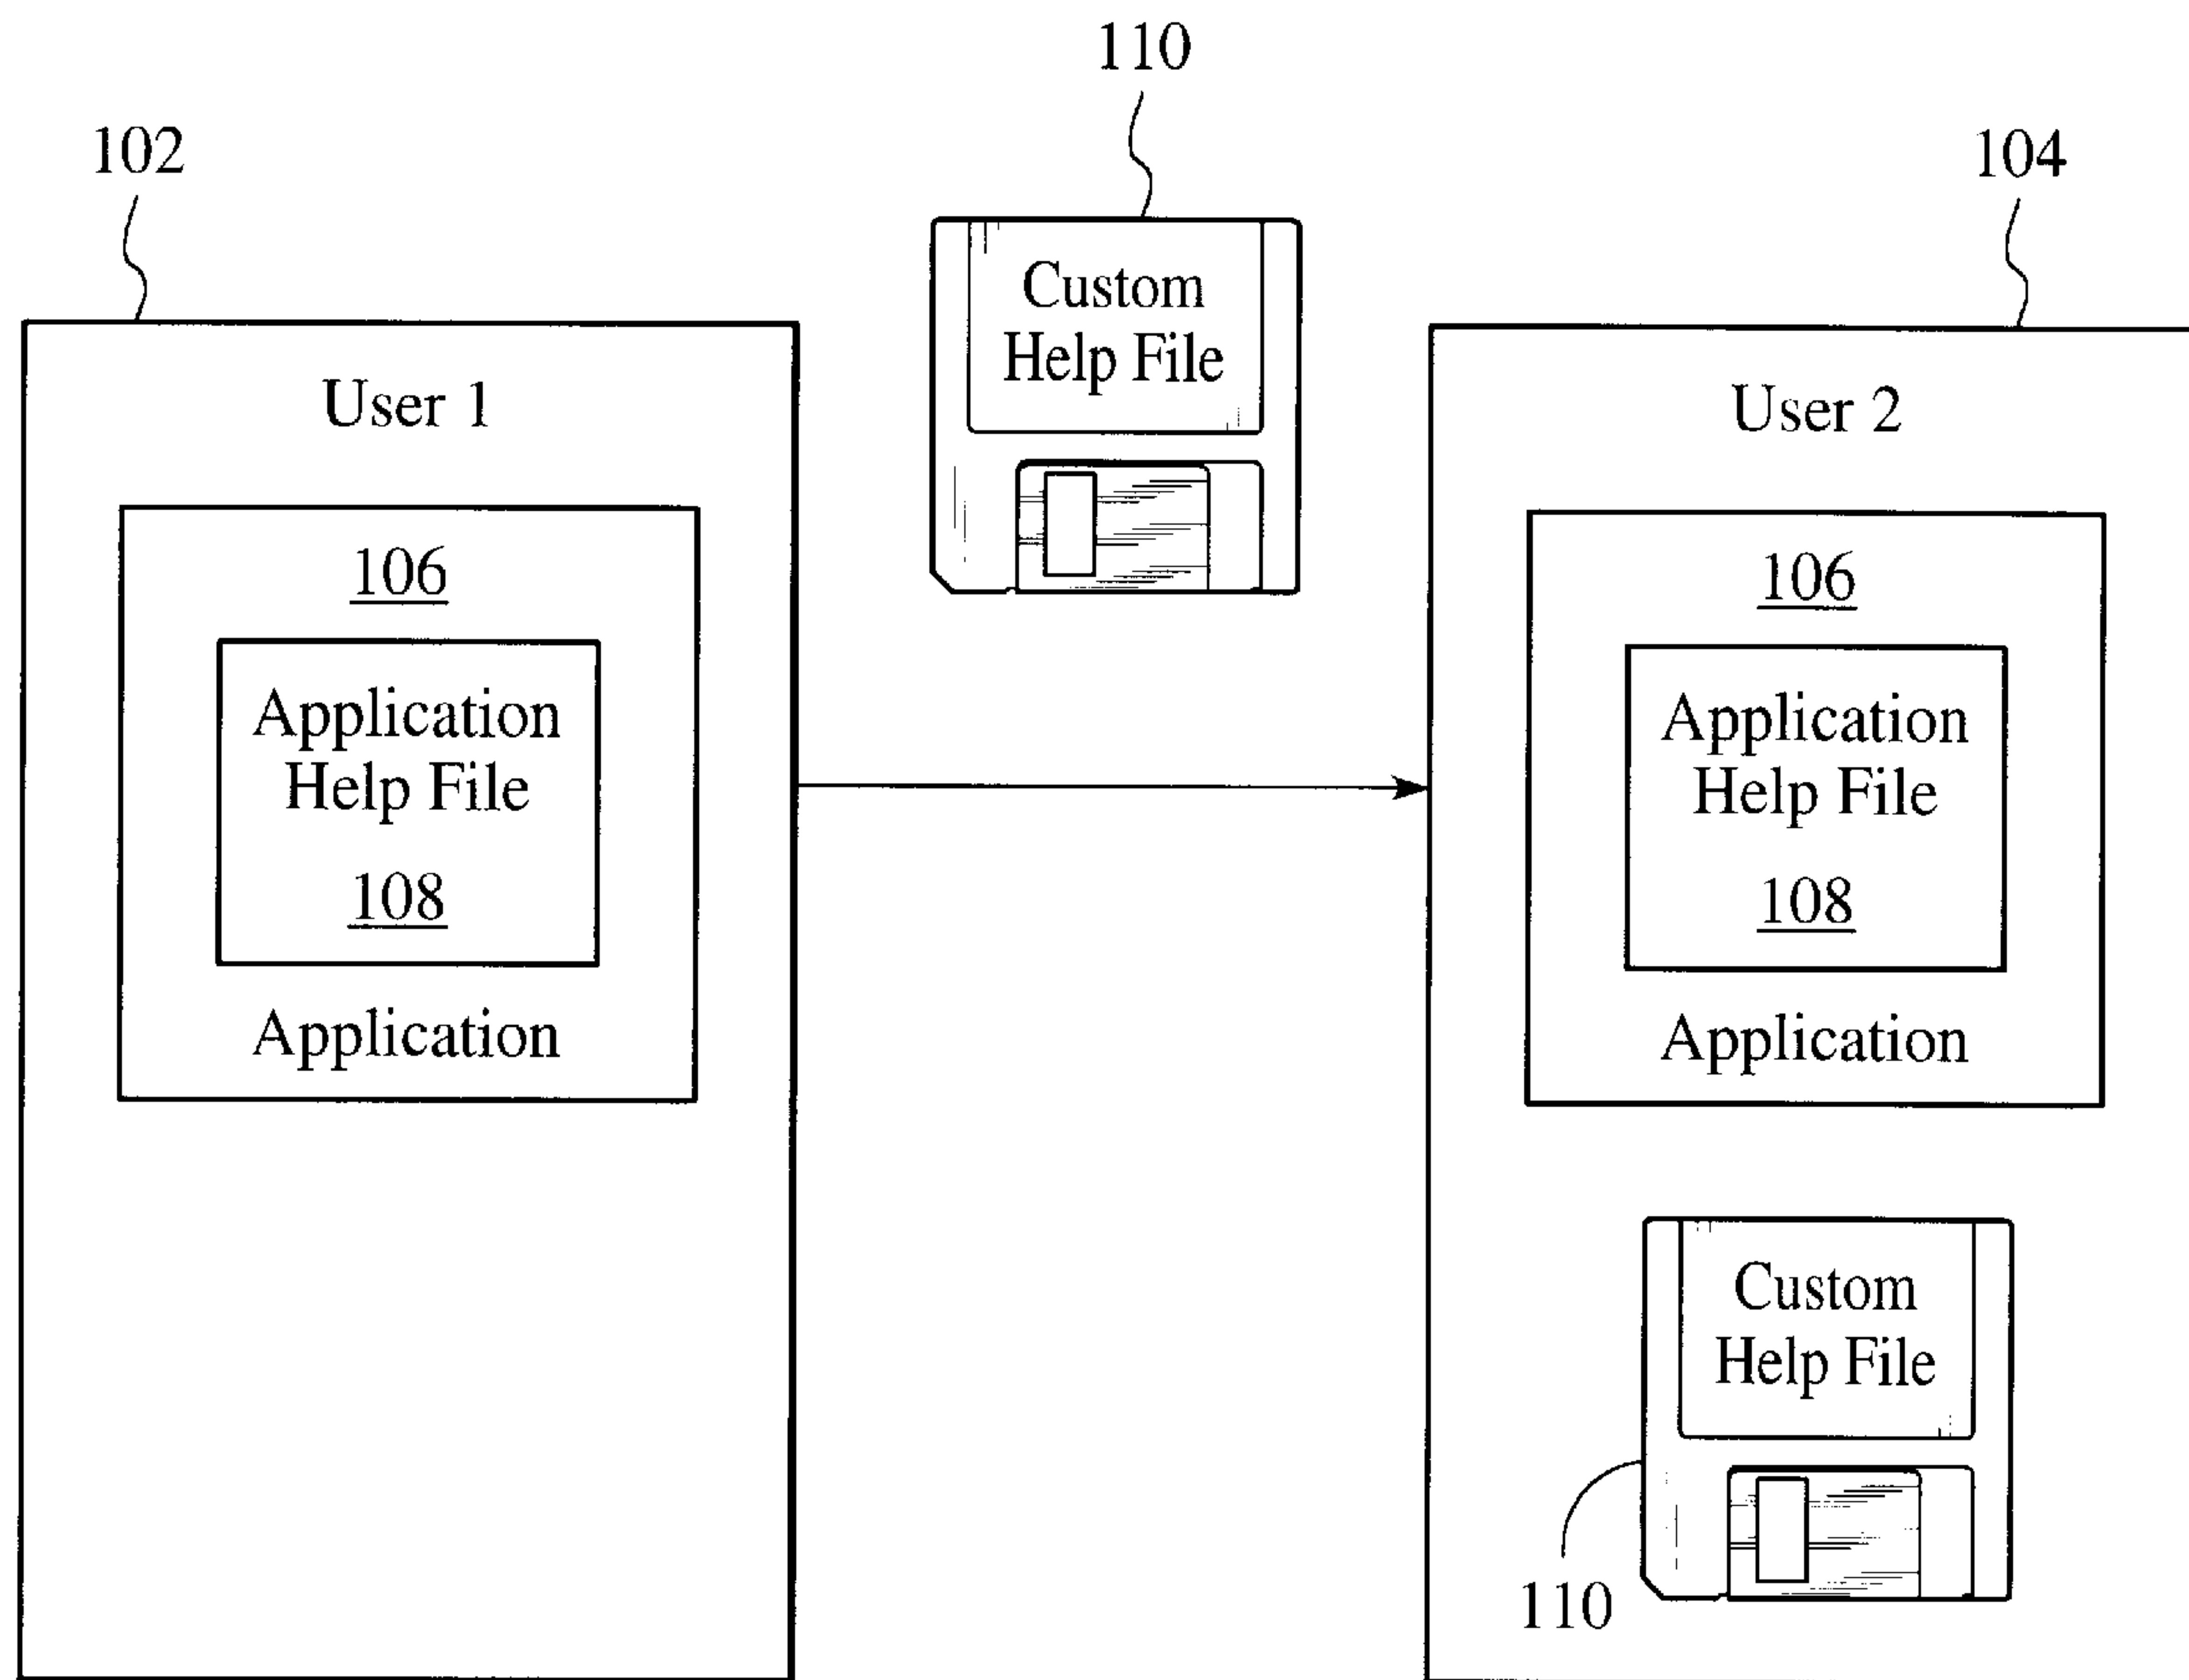 110
102
104
Custom
Help File
User 1
User 2
106
106
Application
Help File
108
Application
Help File
108
Application
Application
Custom
Help File
110